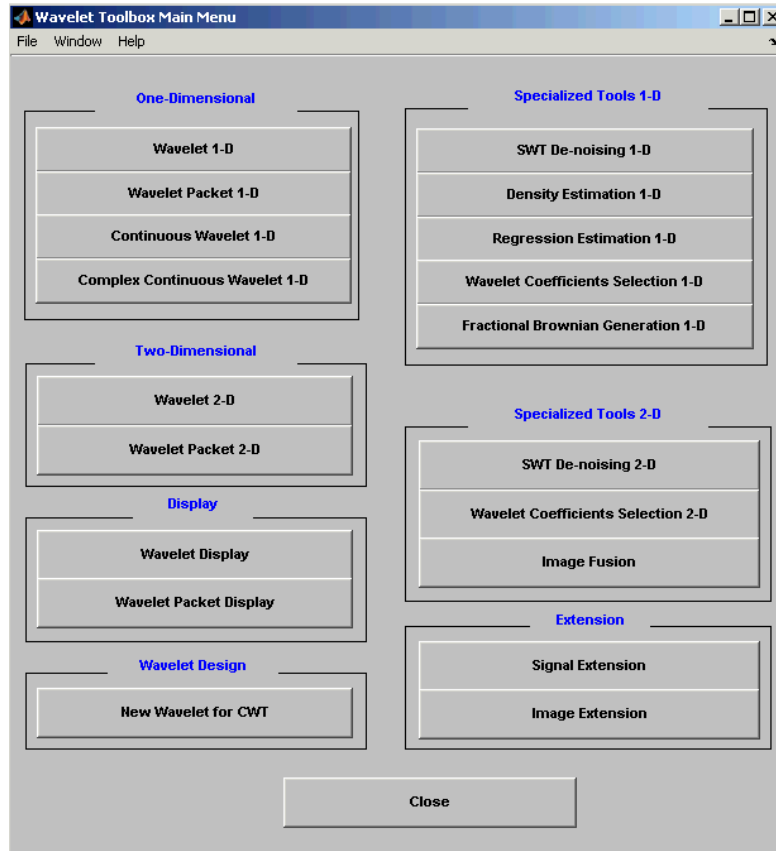 Wavelet Toolbox Main Menu
File Window Help
One-Dimensional
Wavelet 1-D
Wavelet Packet 1-D
Continuous Wavelet 1-D
Complex Continuous Wavelet 1-D
Two-Dimensional
Wavelet 2-D
Wavelet Packet 2-D
Display
Wavelet Display
Wavelet Packet Display
Wavelet Design
New Wavelet for CWT
Specialized Tools 1-D
SWT De-noising 1-D
Density Estimation 1-D
Regression Estimation 1-D
Wavelet Coefficients Selection 1-D
Fractional Brownian Generation 1-D
Specialized Tools 2-D
SWT De-noising 2-D
Wavelet Coefficients Selection 2-D
Image Fusion
Extension
Signal Extension
Image Extension
Close